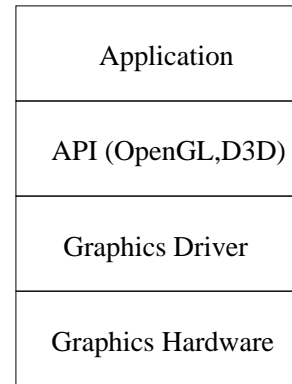 Application
API (OpenGL,D3D)
Graphics Driver
Graphics Hardware